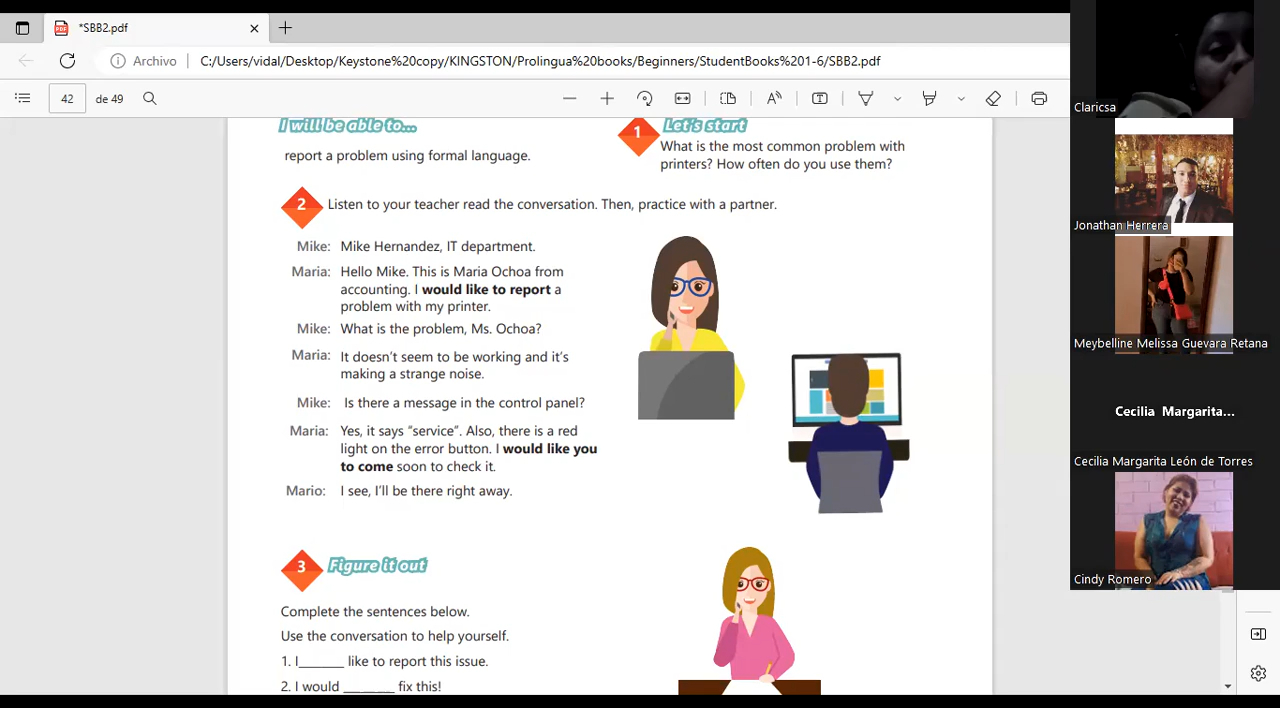 *SBB2.pdf
Archivo
C:/Users/vidal/Desktop/Keystone%20copy/KINGSTON/Prolingua%20books/Beginners/StudentBooks%201-6/SBB2.pdf
42 de 49
I will be able to...
report a problem using formal language.
1 Let's start
What is the most common problem with
printers? How often do you use them?
2 Listen to your teacher read the conversation. Then, practice with a partner.
Mike: Mike Hernandez, IT department.
Maria: Hello Mike. This is Maria Ochoa from
accounting. I would like to report a
problem with my printer.
Mike: What is the problem, Ms. Ochoa?
Maria: It doesn't seem to be working and it's
making a strange noise.
Mike: Is there a message in the control panel?
Maria: Yes, it says "service". Also, there is a red
light on the error button. I would like you
to come soon to check it.
Mario: I see, I'll be there right away.
3 Figure it out
Complete the sentences below.
Use the conversation to help yourself.
1. I______ like to report this issue.
2. I would _______ fix this!
Claricsa
Jonathan Herrera
Meybelline Melissa Guevara Retana
Cecilia Margarita...
Cecilia Margarita León de Torres
Cindy Romero